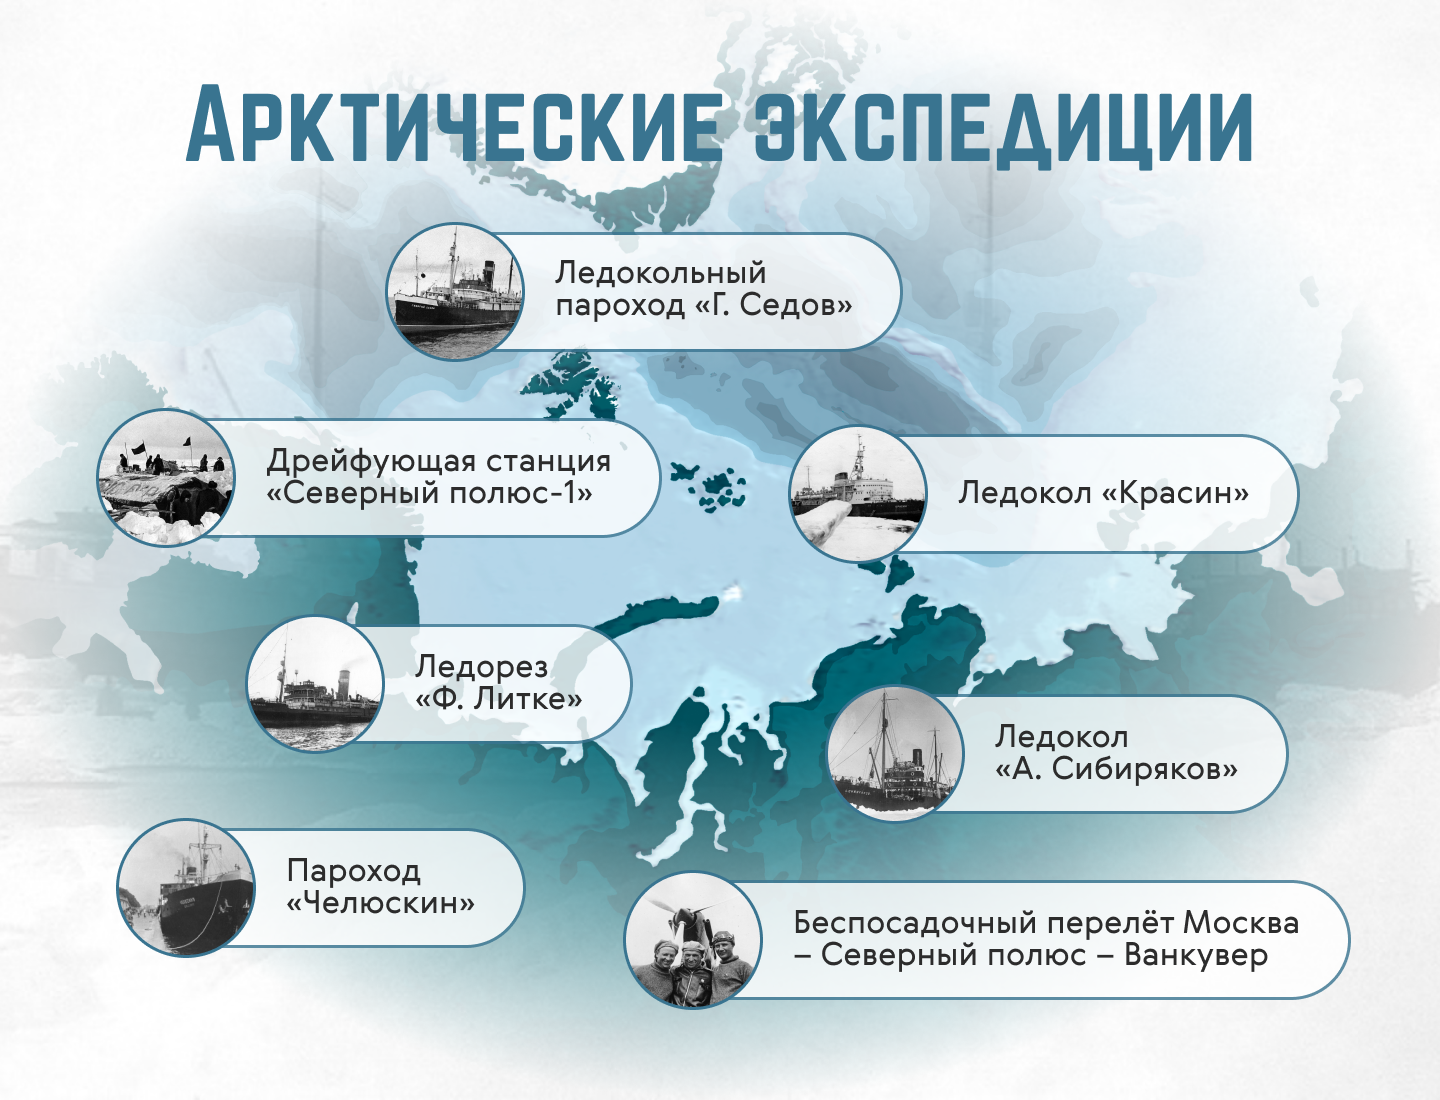 Арктические экспедиции
Ледокольный
пароход «Г. Седов»
Дрейфующая станция
«Северный полюс-1»
Ледокол «Красин»
Ледорез
«Ф. Литке»
Ледокол
«А. Сибиряков»
Пароход
«Челюскин»
Беспосадочный перелёт Москва
– Северный полюс – Ванкувер